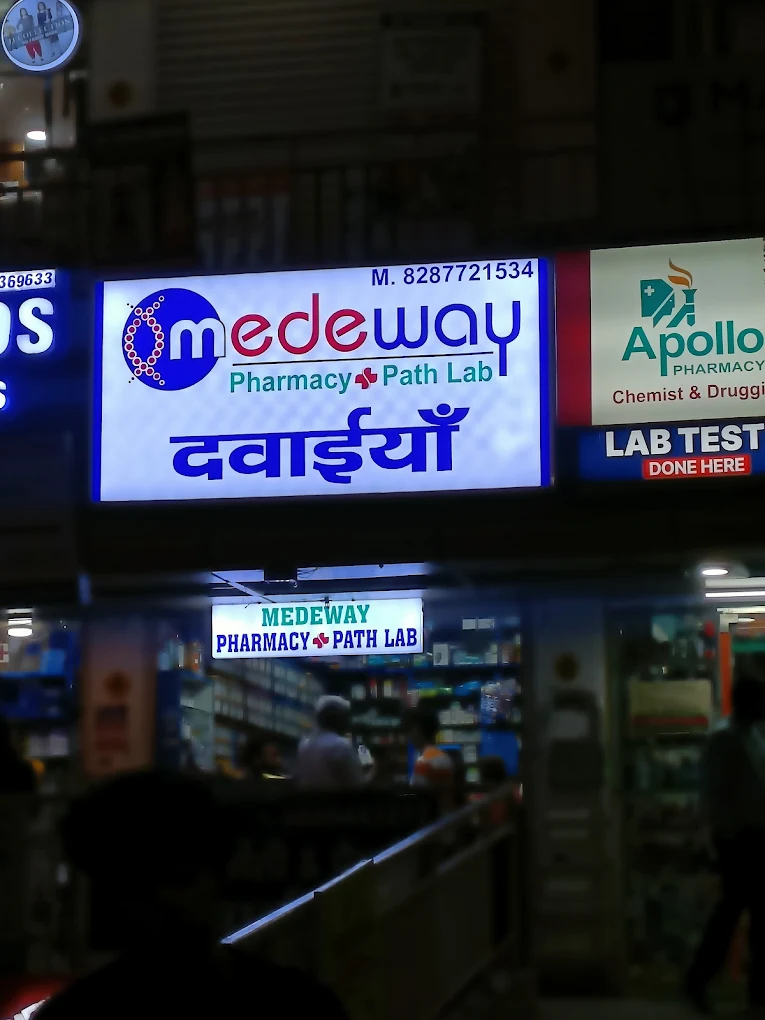 369633
M. 8287721534
medeway
Pharmacy Path Lab
दवाईयाँ
Apollo
PHARMACY
Chemist &
LAB TEST
DONE HERE
MEDEWAY
PHARMACY PATH LAB